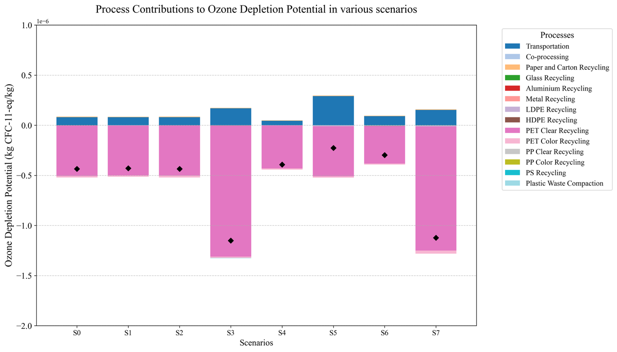 Process Contributions to Ozone Depletion Potential in various scenarios
1e−6
1.0
0.5
0.0
−0.5
−1.0
−1.5
−2.0
Ozone Depletion Potential (kg CFC-11-eq/kg)
S0 S1 S2 S3 S4 S5 S6 S7
Scenarios
Processes
Transportation
Co-processing
Paper and Carton Recycling
Glass Recycling
Aluminium Recycling
Metal Recycling
LDPE Recycling
HDPE Recycling
PET Clear Recycling
PET Color Recycling
PP Clear Recycling
PP Color Recycling
PS Recycling
Plastic Waste Compaction